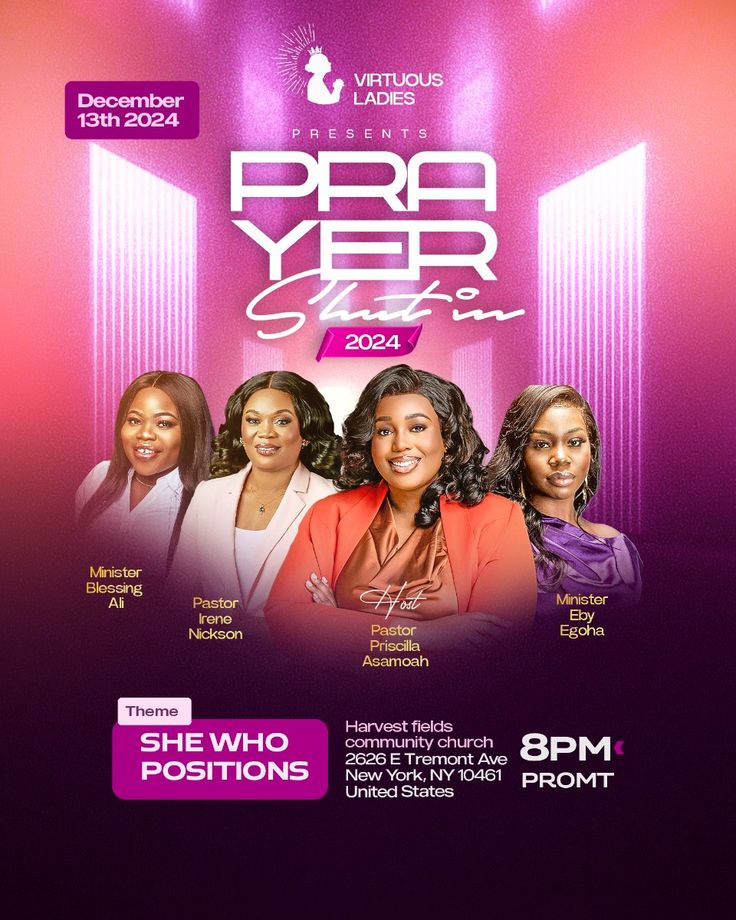 December
13th 2024
VIRTUOUS
LADIES
PRESENTS
PRA
YER
Shut in
2024
Minister
Blessing
Ali
Pastor
Irene
Nickson
Host
Pastor
Priscilla
Asamoah
Minister
Eby
Egoha
Theme
SHE WHO
POSITIONS
Harvest fields
community church
2626 E Tremont Ave
New York, NY 10461
United States
8PM
PROMT